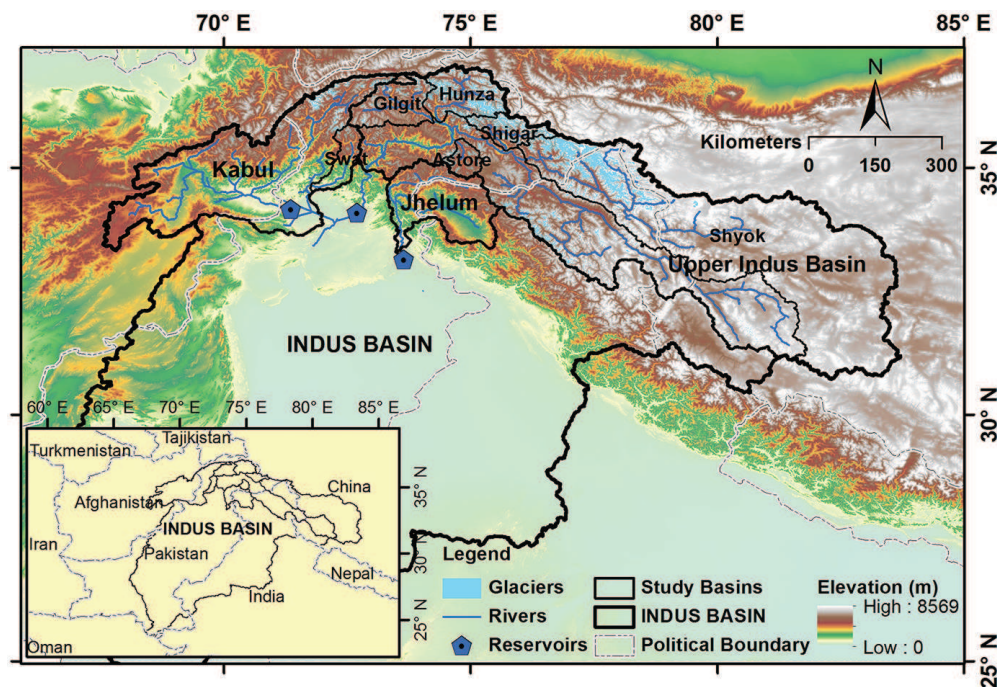 70° E
75° E
80° E
85° E
N
Kilometers
0 150 300
35° N
30° N
25° N
Hunza
Gilgit
Shigar
Swat
Astore
Kabul
Jhelum
Shyok
Upper Indus Basin
INDUS BASIN
60° E
65° E
70° E
75° E
80° E
85° E
Tajikistan
Turkmenistan
China
Afghanistan
INDUS BASIN
Iran
Pakistan
Nepal
India
Oman
35° N
30° N
25° N
Legend
Glaciers
Rivers
Reservoirs
Study Basins
INDUS BASIN
Political Boundary
Elevation (m)
High : 8569
Low : 0